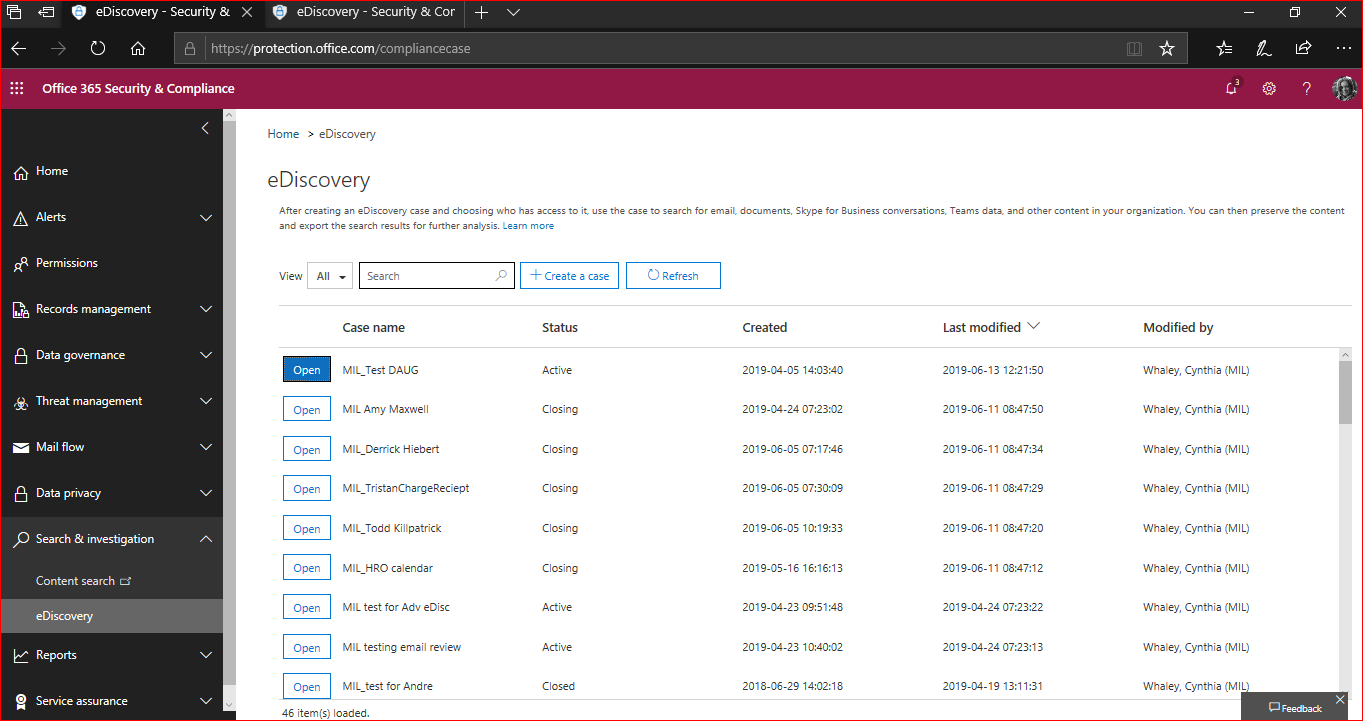 eDiscovery - Security &
eDiscovery - Security & Cor
https://protection.office.com/compliancecase
Office 365 Security & Compliance
3
?
Home
Alerts
Permissions
Records management
Data governance
Threat management
Mail flow
Data privacy
Search & investigation
Content search
eDiscovery
Reports
Service assurance
Home > eDiscovery
eDiscovery
After creating an eDiscovery case and choosing who has access to it, use the case to search for email, documents, Skype for Business conversations, Teams data, and other content in your organization. You can then preserve the content
and export the search results for further analysis. Learn more
View All Search Create a case Refresh
Case name Status Created Last modified Modified by
Open MIL_Test DAUG Active 2019-04-05 14:03:40 2019-06-13 12:21:50 Whaley, Cynthia (MIL)
Open MIL Amy Maxwell Closing 2019-04-24 07:23:02 2019-06-11 08:47:50 Whaley, Cynthia (MIL)
Open MIL_Derrick Hiebert Closing 2019-06-05 07:17:46 2019-06-11 08:47:34 Whaley, Cynthia (MIL)
Open MIL_TristanChargeReciept Closing 2019-06-05 07:30:09 2019-06-11 08:47:29 Whaley, Cynthia (MIL)
Open MIL_Todd Killpatrick Closing 2019-06-05 10:19:33 2019-06-11 08:47:20 Whaley, Cynthia (MIL)
Open MIL_HRO calendar Closing 2019-05-16 16:16:13 2019-06-11 08:47:12 Whaley, Cynthia (MIL)
Open MIL test for Adv eDisc Active 2019-04-23 09:51:48 2019-04-24 07:23:22 Whaley, Cynthia (MIL)
Open MIL testing email review Active 2019-04-23 10:40:02 2019-04-24 07:23:13 Whaley, Cynthia (MIL)
Open MIL_test for Andre Closed 2018-06-29 14:02:18 2019-04-19 13:11:31 Whaley, Cynthia (MIL)
46 item(s) loaded.
Feedback